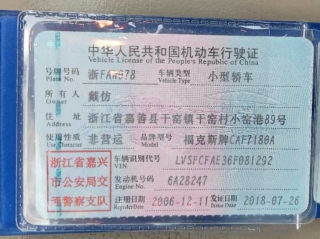 中华人民共和国机动车行驶证
Vehicle License of the People's Republic of China
号牌号码 浙FAW078 车辆类型 小型轿车
Plate No. Vehicle Type
所有人 戴仿
Owner
住址 浙江省嘉善县干窑镇干窑村小窑港89号
Address
使用性质 非营运 品牌型号 福克斯牌CAF7180A
Use Character Model
浙江省嘉兴 车辆识别代号 LVSFCFAE36F081292
VIN
市公安局交 发动机号码 6A28247
Engine No.
通警察支队 注册日期 2006-12-11 发证日期 2018-07-26
Register Date Issue Date